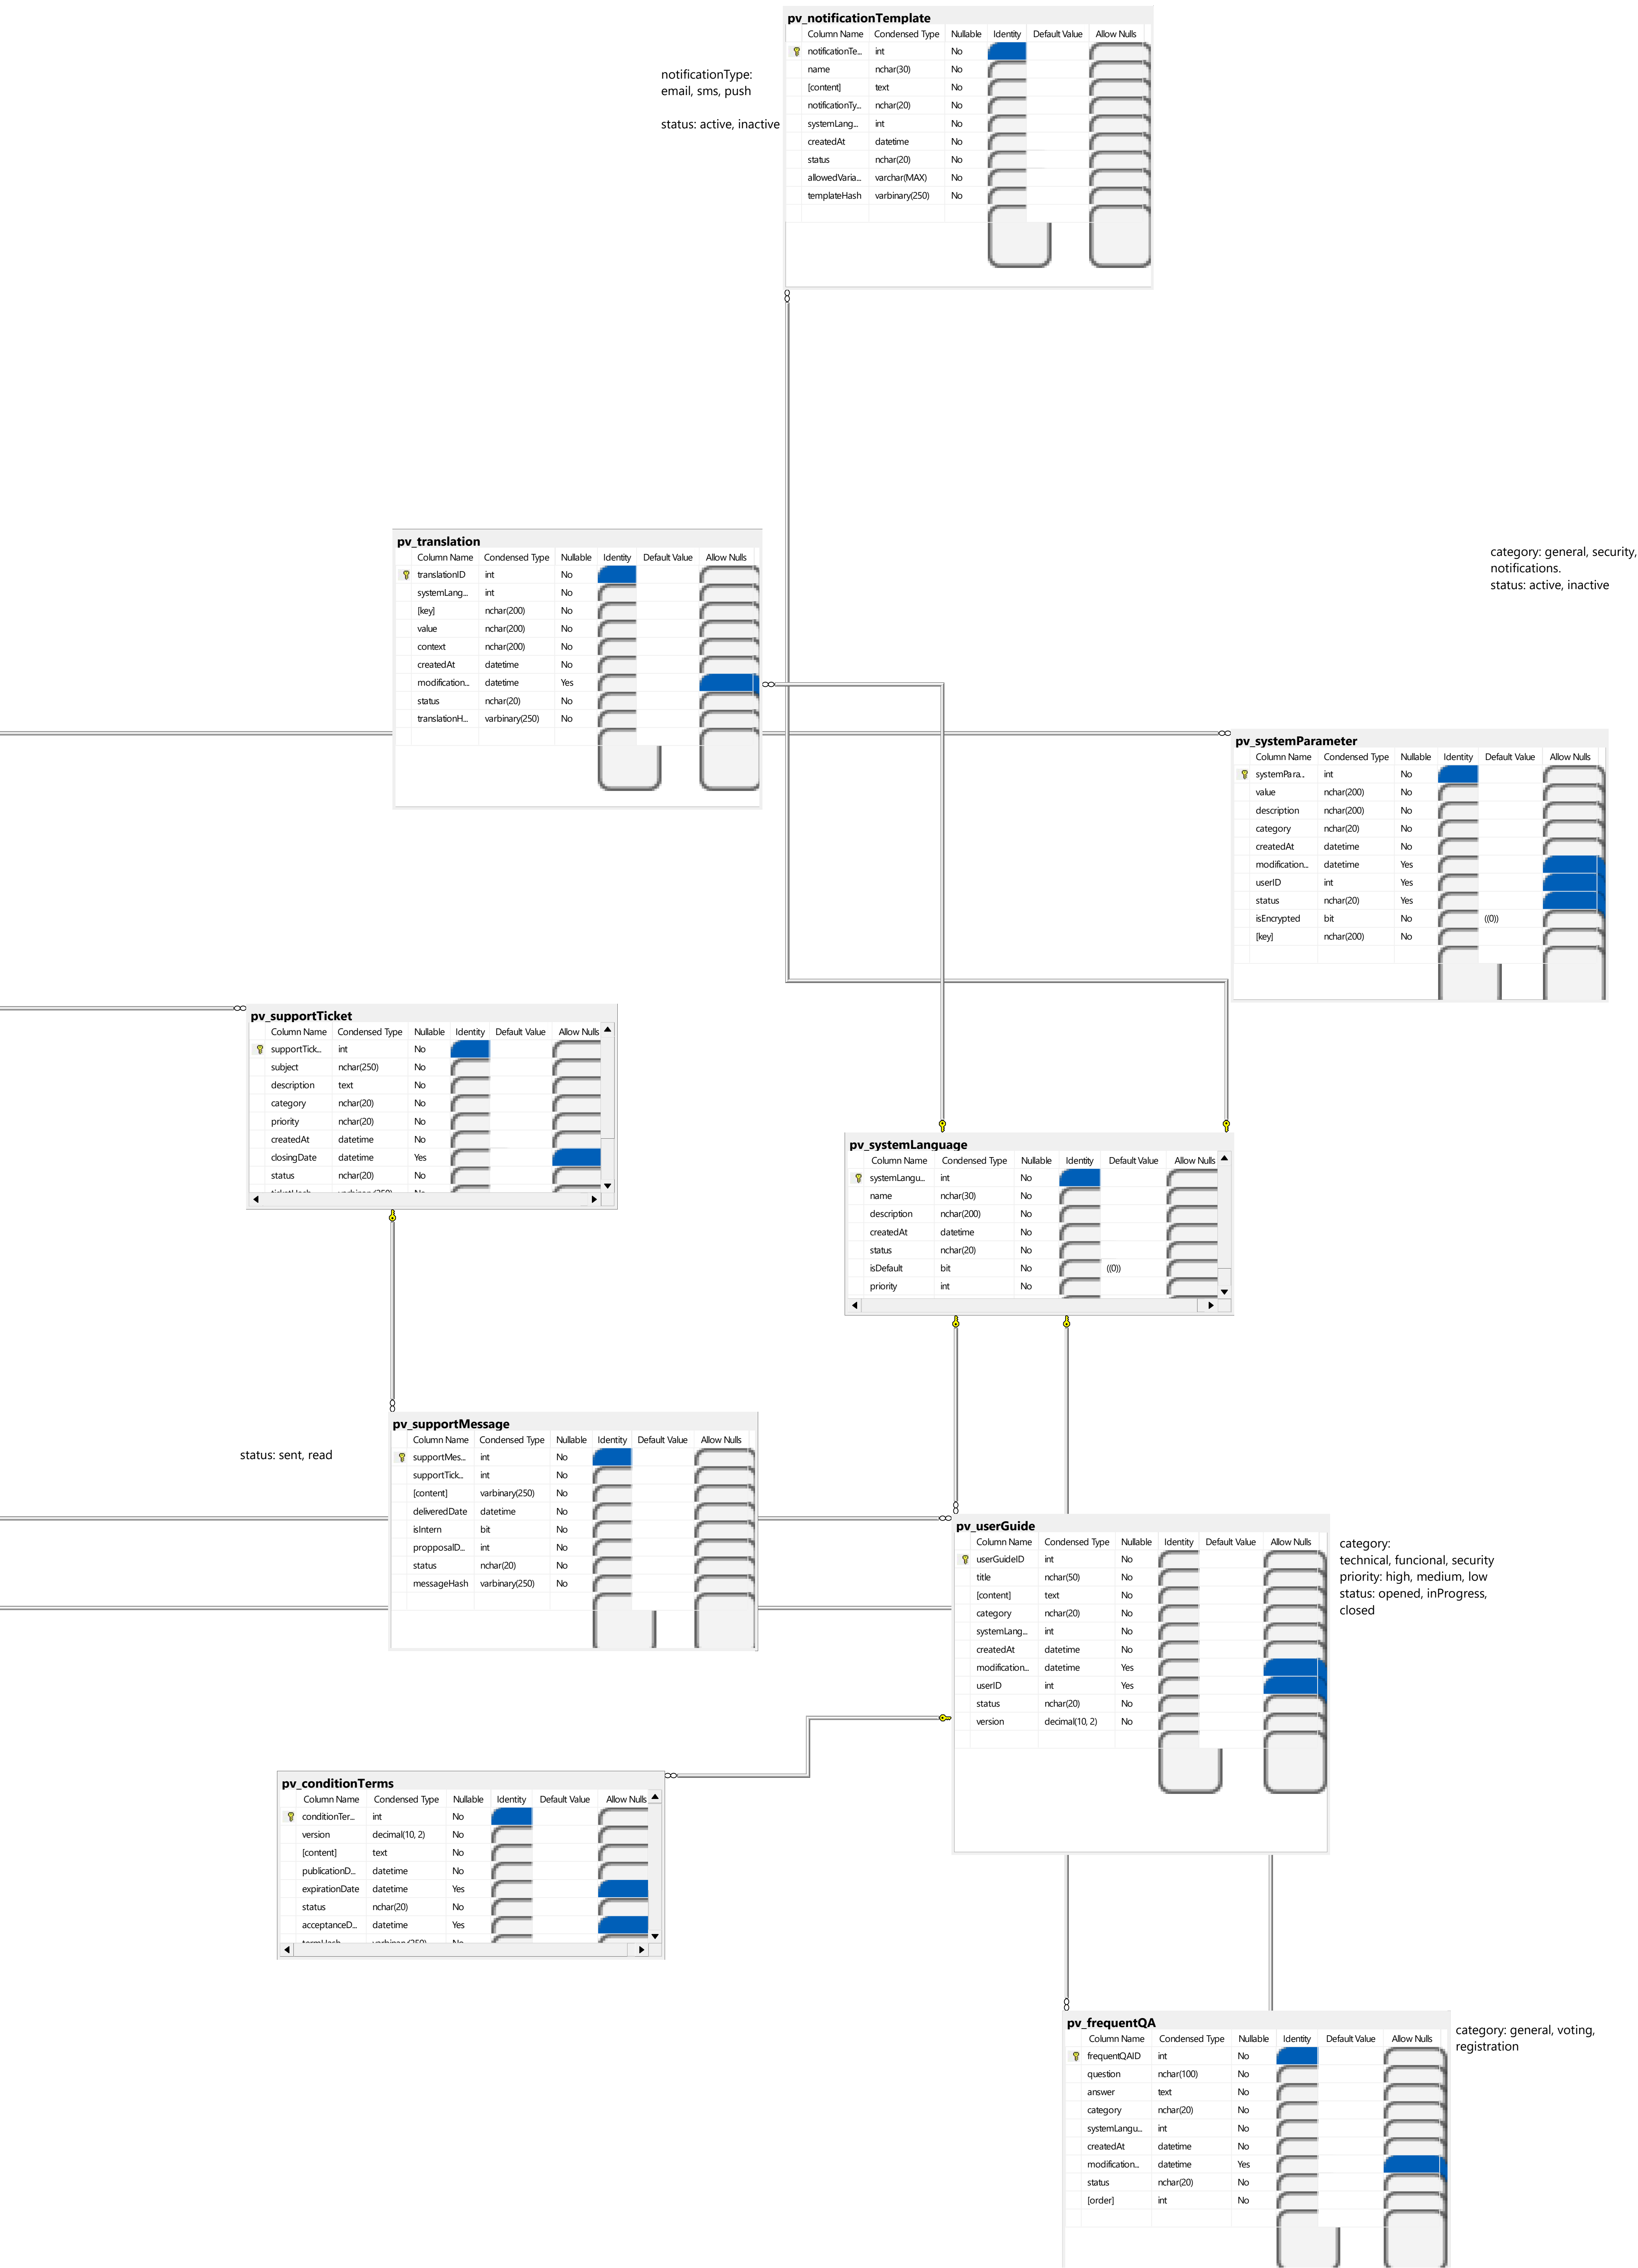 pv_notificationTemplate
Column Name Condensed Type Nullable Identity Default Value Allow Nulls
notificationTe... int No
name nchar(30) No
[content] text No
notificationTy... nchar(20) No
systemLang... int No
createdAt datetime No
status nchar(20) No
allowedVaria... varchar(MAX) No
templateHash varbinary(250) No
notificationType:
email, sms, push
status: active, inactive
pv_translation
Column Name Condensed Type Nullable Identity Default Value Allow Nulls
translationID int No
systemLang... int No
[key] nchar(200) No
value nchar(200) No
context nchar(200) No
createdAt datetime No
modification... datetime Yes
status nchar(20) No
translationH... varbinary(250) No
category: general, security,
notifications.
status: active, inactive
pv_systemParameter
Column Name Condensed Type Nullable Identity Default Value Allow Nulls
systemPara... int No
value nchar(200) No
description nchar(200) No
category nchar(20) No
createdAt datetime No
modification... datetime Yes
userID int Yes
status nchar(20) Yes
isEncrypted bit No ((0))
[key] nchar(200) No
pv_supportTicket
Column Name Condensed Type Nullable Identity Default Value Allow Nulls
supportTick... int No
subject nchar(250) No
description text No
category nchar(20) No
priority nchar(20) No
createdAt datetime No
closingDate datetime Yes
status nchar(20) No
pv_systemLanguage
Column Name Condensed Type Nullable Identity Default Value Allow Nulls
systemLangu... int No
name nchar(30) No
description nchar(200) No
createdAt datetime No
status nchar(20) No
isDefault bit No ((0))
priority int No
status: sent, read
pv_supportMessage
Column Name Condensed Type Nullable Identity Default Value Allow Nulls
supportMes... int No
supportTick... int No
[content] varbinary(250) No
deliveredDate datetime No
isIntern bit No
propposalD... int No
status nchar(20) No
messageHash varbinary(250) No
pv_userGuide
Column Name Condensed Type Nullable Identity Default Value Allow Nulls
userGuideID int No
title nchar(50) No
[content] text No
category nchar(20) No
systemLang... int No
createdAt datetime No
modification... datetime Yes
userID int Yes
status nchar(20) No
version decimal(10, 2) No
category:
technical, funcional, security
priority: high, medium, low
status: opened, inProgress,
closed
pv_conditionTerms
Column Name Condensed Type Nullable Identity Default Value Allow Nulls
conditionTer... int No
version decimal(10, 2) No
[content] text No
publicationD... datetime No
expirationDate datetime Yes
status nchar(20) No
acceptanceD... datetime Yes
pv_frequentQA
Column Name Condensed Type Nullable Identity Default Value Allow Nulls
frequentQAID int No
question nchar(100) No
answer text No
category nchar(20) No
systemLangu... int No
createdAt datetime No
modification... datetime Yes
status nchar(20) No
[order] int No
category: general, voting,
registration